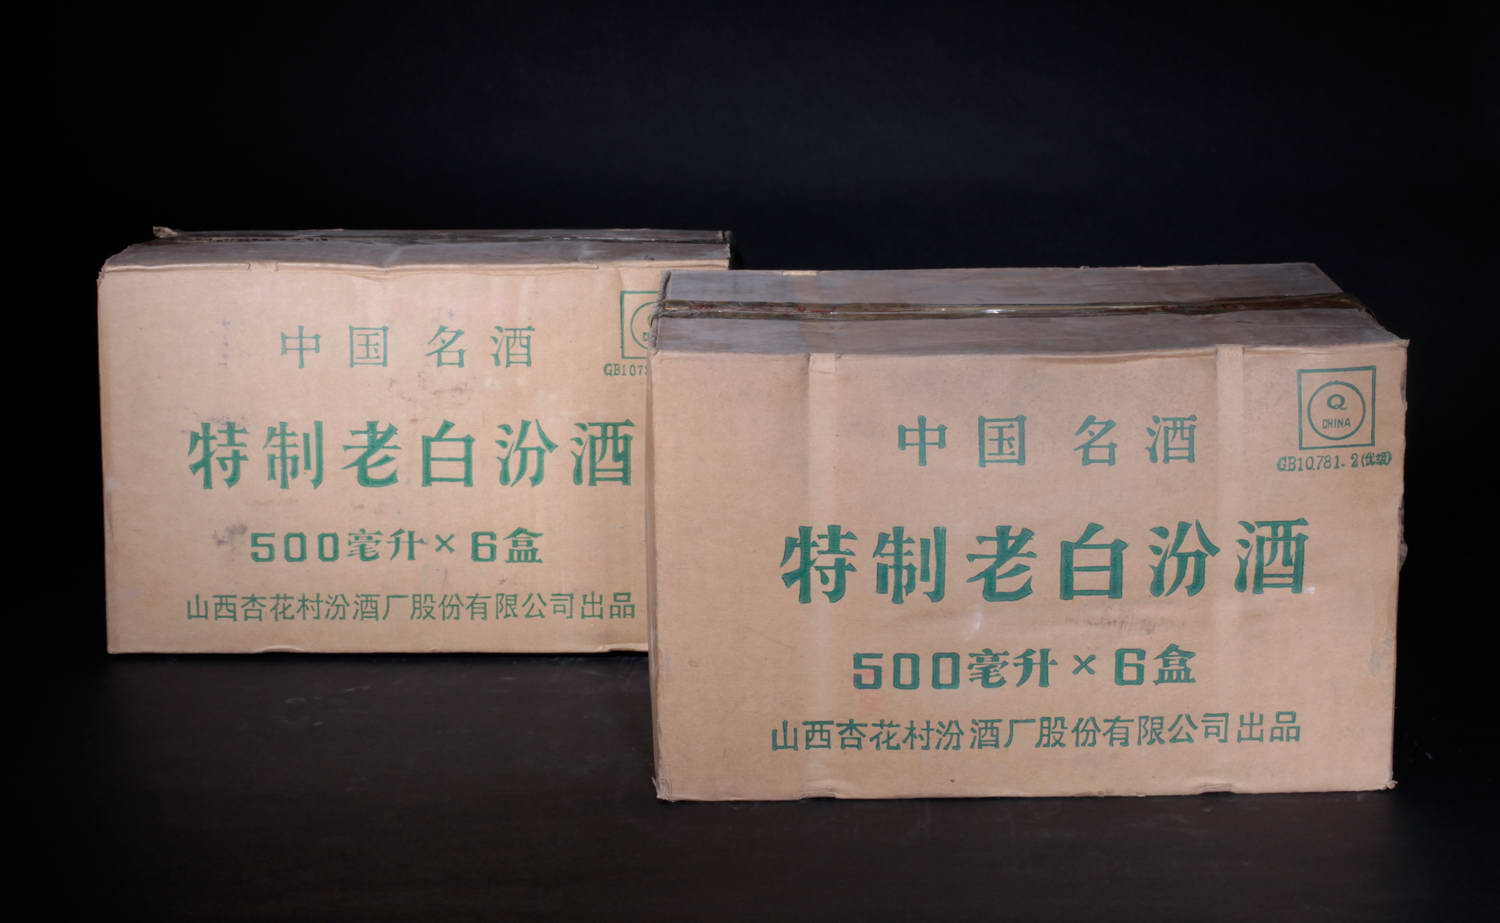 中国名酒
GB1078
特制老白汾酒
500毫升×6盒
山西杏花村汾酒厂股份有限公司出品
Q
CHINA
GB10781.2(优级)
中国名酒
特制老白汾酒
500毫升×6盒
山西杏花村汾酒厂股份有限公司出品